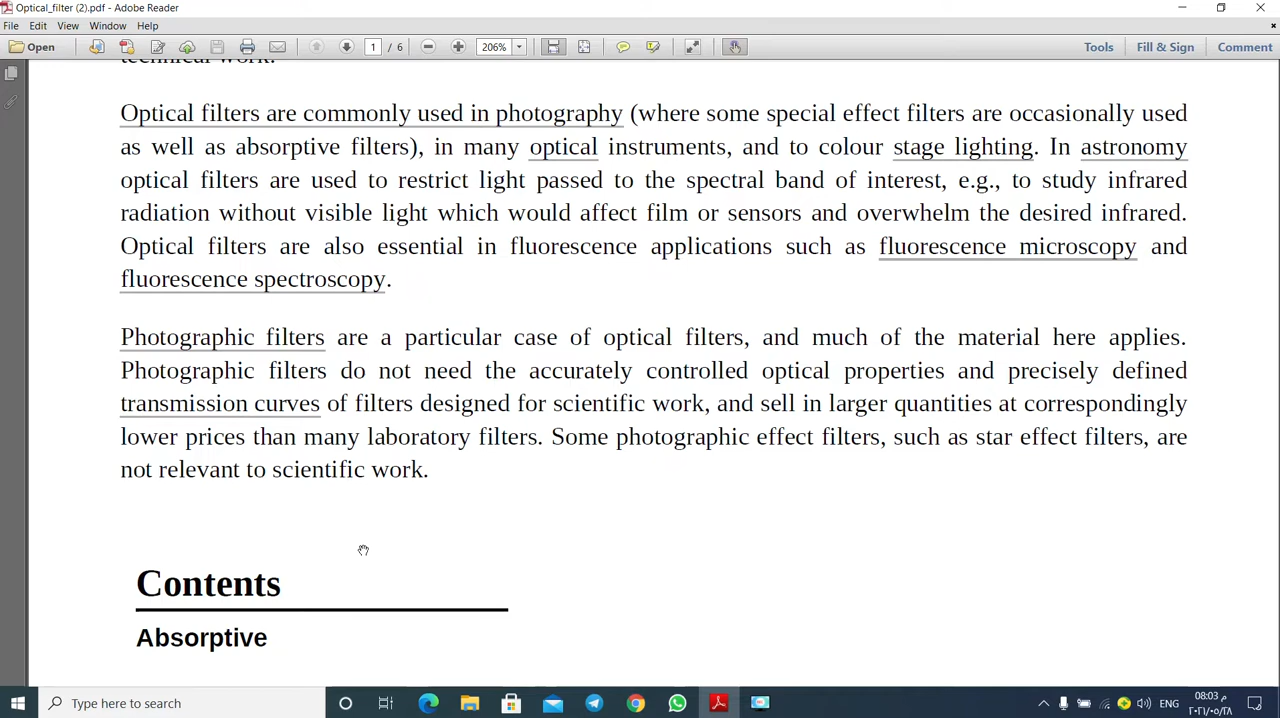 Optical_filter (2).pdf - Adobe Reader
File Edit View Window Help
Open 1 / 6 206% Tools Fill & Sign Comment
technical work.
Optical filters are commonly used in photography (where some special effect filters are occasionally used
as well as absorptive filters), in many optical instruments, and to colour stage lighting. In astronomy
optical filters are used to restrict light passed to the spectral band of interest, e.g., to study infrared
radiation without visible light which would affect film or sensors and overwhelm the desired infrared.
Optical filters are also essential in fluorescence applications such as fluorescence microscopy and
fluorescence spectroscopy.
Photographic filters are a particular case of optical filters, and much of the material here applies.
Photographic filters do not need the accurately controlled optical properties and precisely defined
transmission curves of filters designed for scientific work, and sell in larger quantities at correspondingly
lower prices than many laboratory filters. Some photographic effect filters, such as star effect filters, are
not relevant to scientific work.
Contents
Absorptive
Type here to search
ENG
08:03 م
٢٠٢١/٠٥/٢٨